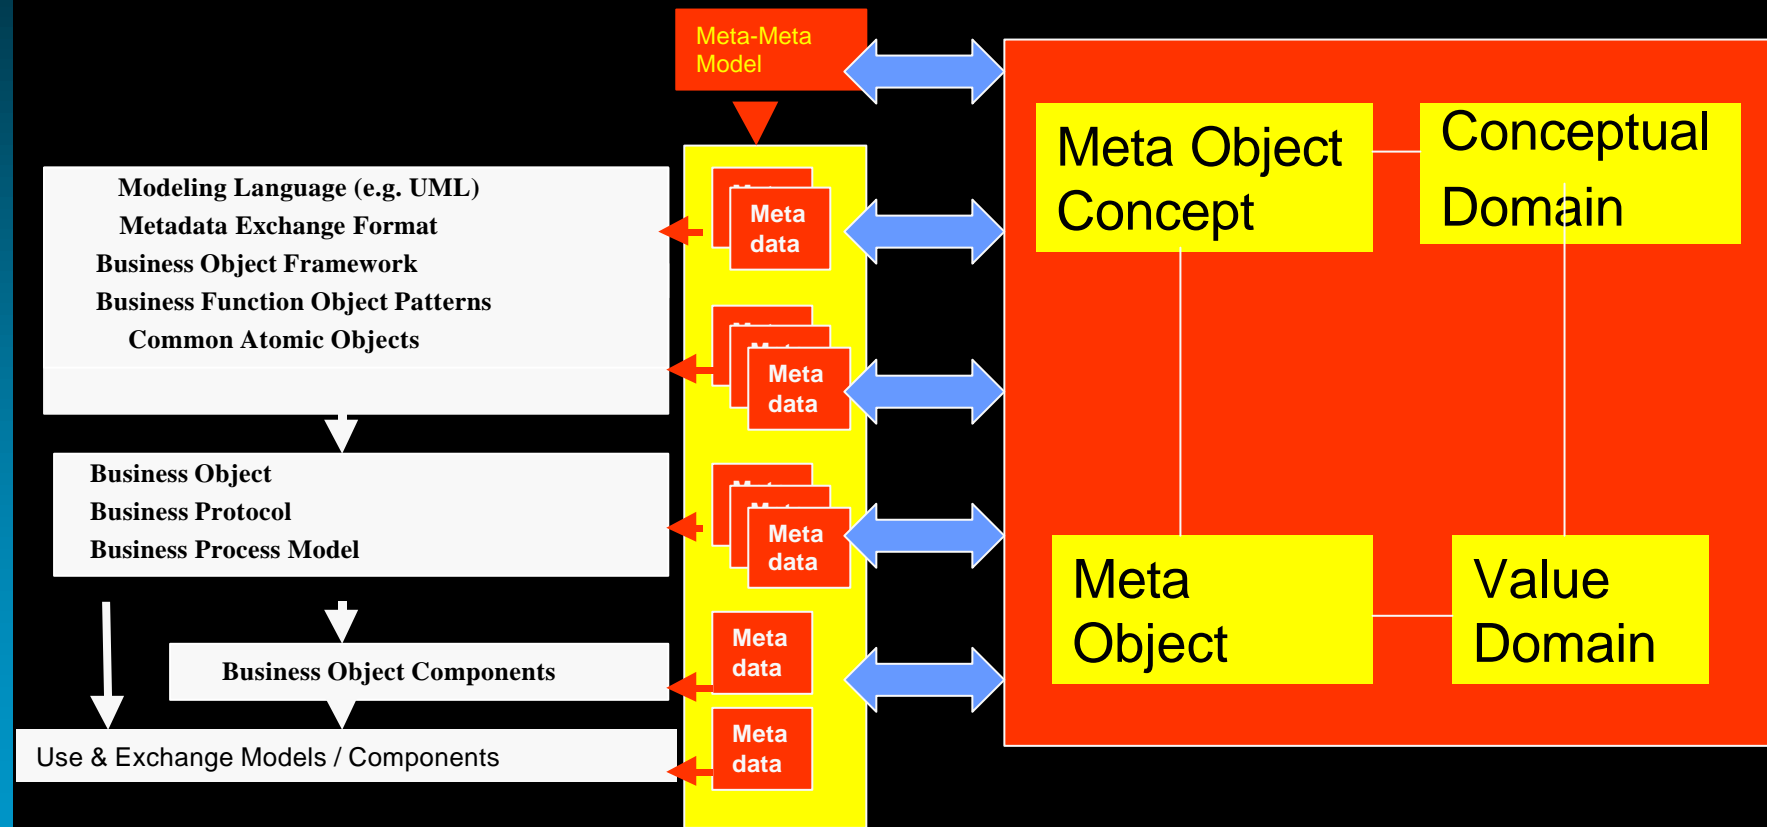 Meta-Meta
Model
Modeling Language (e.g. UML)
Metadata Exchange Format
Business Object Framework
Business Function Object Patterns
Common Atomic Objects
Business Object
Business Protocol
Business Process Model
Business Object Components
Use & Exchange Models / Components
Meta
data
Meta
data
Meta
data
Meta
data
Meta
data
Meta Object
Concept
Conceptual
Domain
Meta
Object
Value
Domain